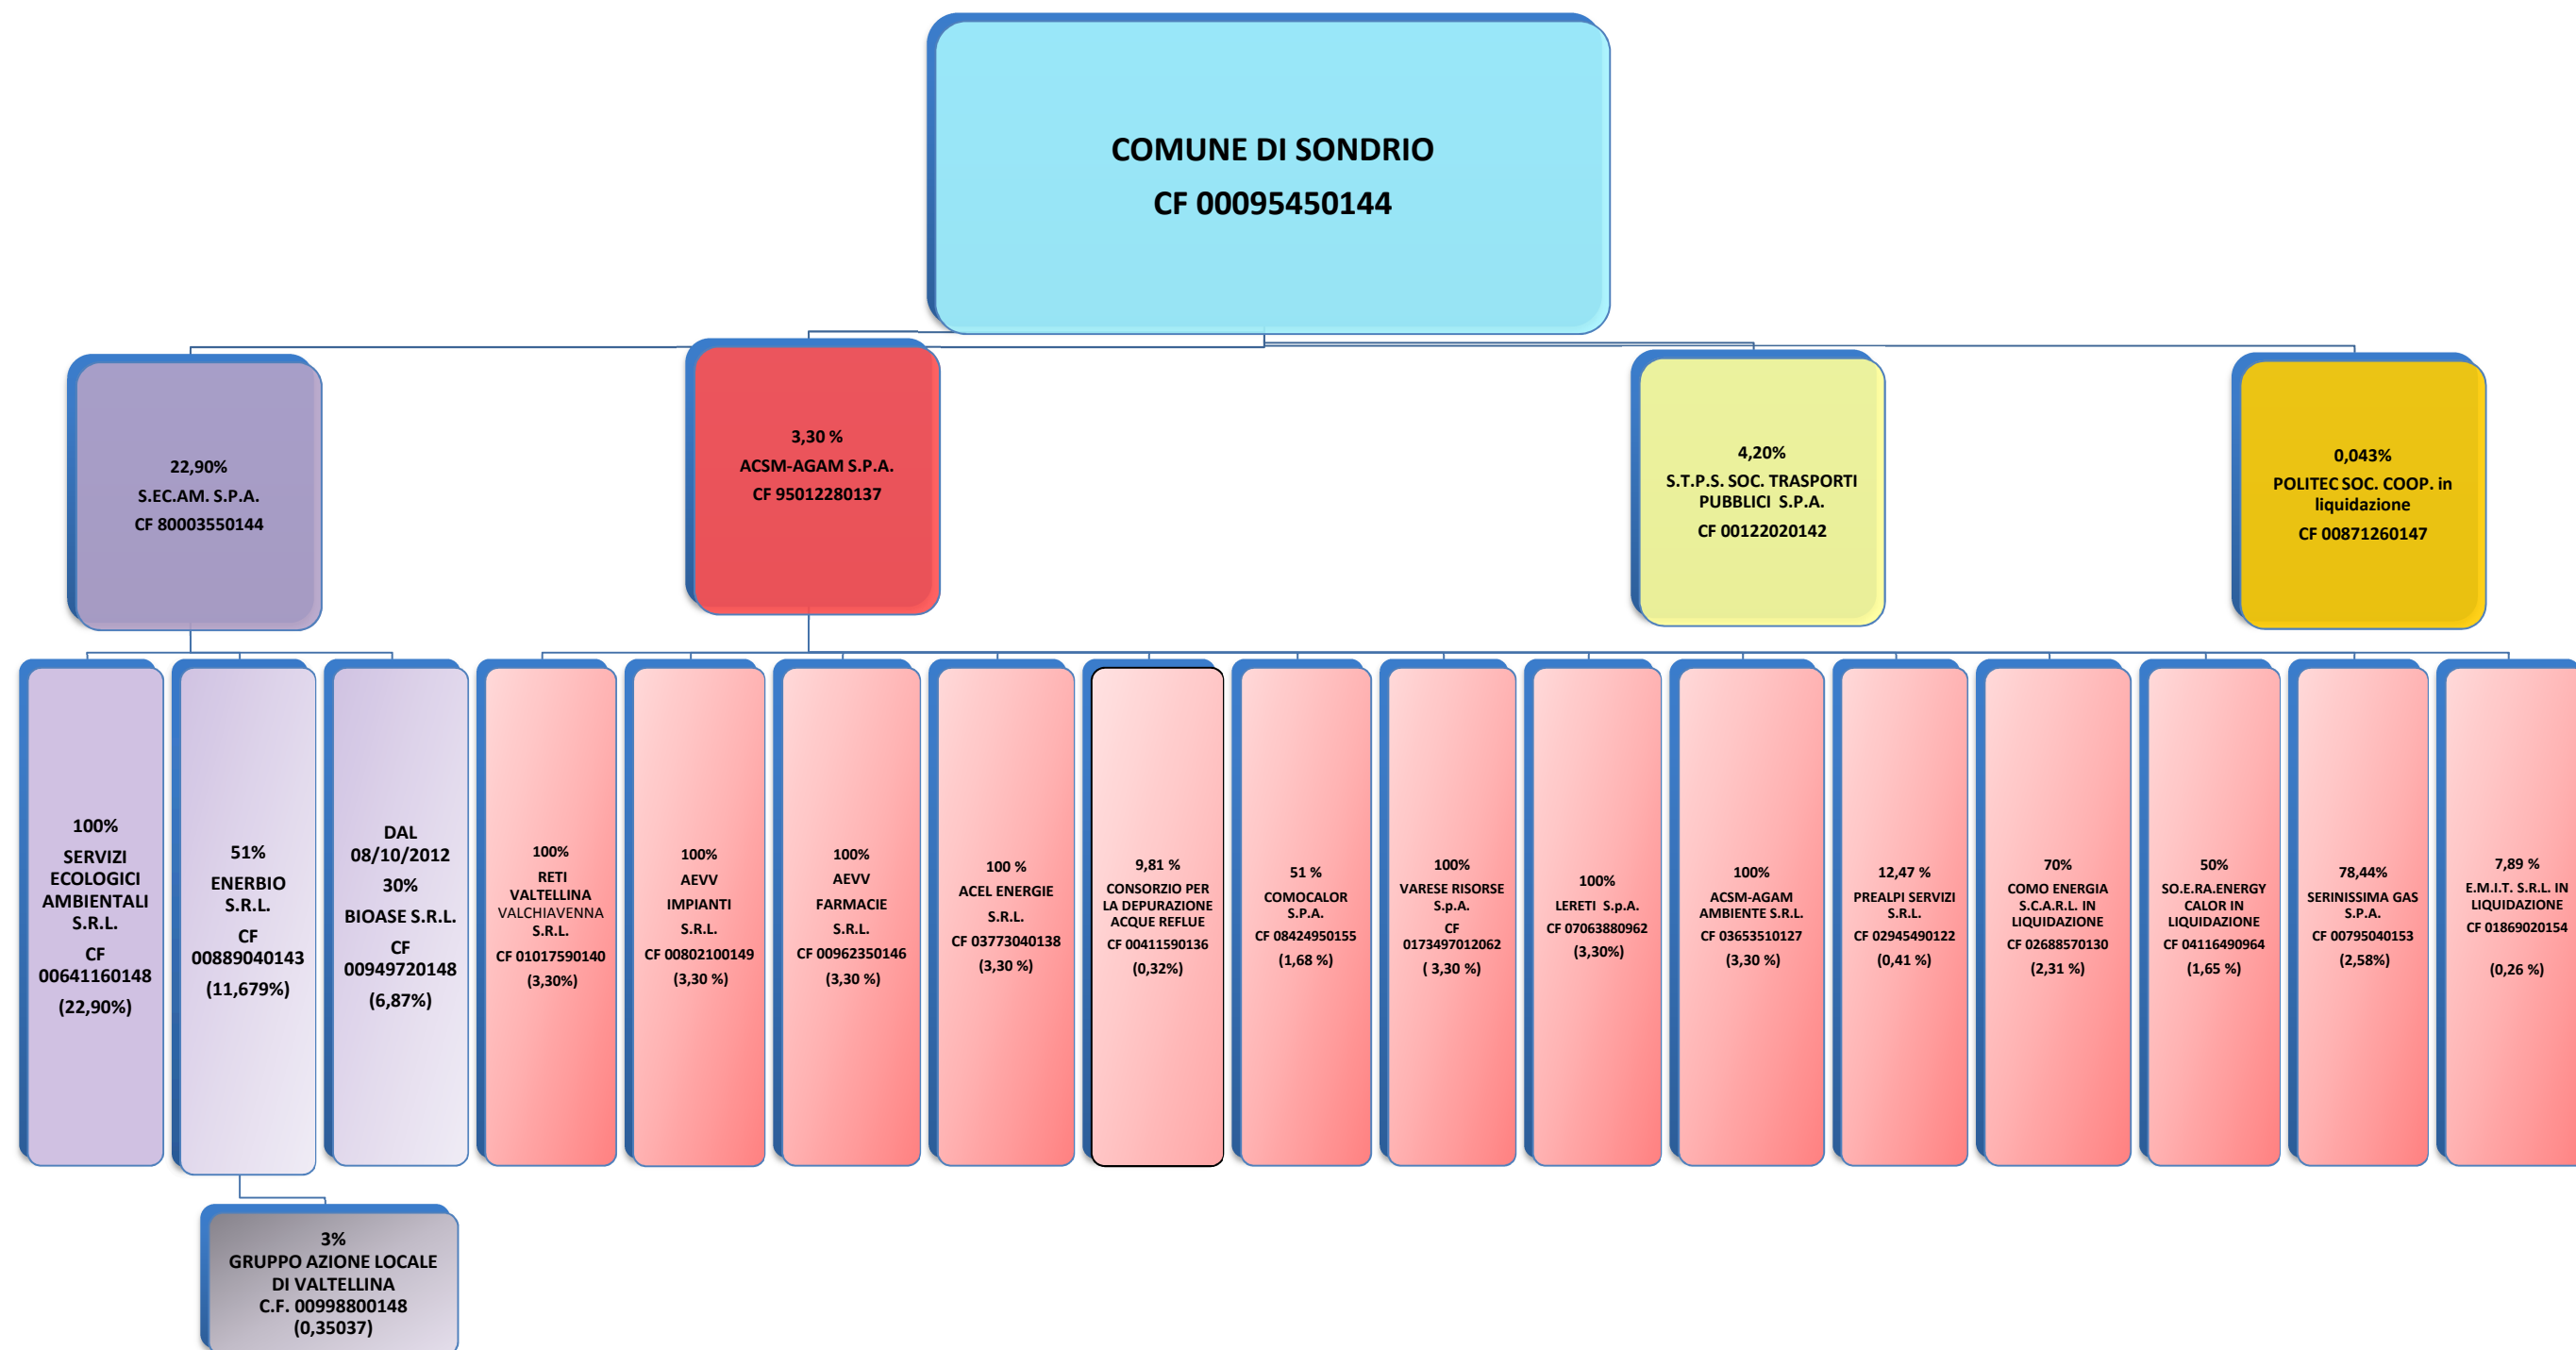 COMUNE DI SONDRIO
CF 00095450144
22,90%
S.EC.AM. S.P.A.
CF 80003550144
3,30 %
ACSM-AGAM S.P.A.
CF 95012280137
4,20%
S.T.P.S. SOC. TRASPORTI
PUBBLICI S.P.A.
CF 00122020142
0,043%
POLITEC SOC. COOP. in
liquidazione
CF 00871260147
100%
SERVIZI
ECOLOGICI
AMBIENTALI
S.R.L.
CF
00641160148
(22,90%)
51%
ENERBIO
S.R.L.
CF
00889040143
(11,679%)
DAL
08/10/2012
30%
BIOASE S.R.L.
CF
00949720148
(6,87%)
100%
RETI
VALTELLINA
VALCHIAVENNA
S.R.L.
CF 01017590140
(3,30%)
100%
AEVV
IMPIANTI
S.R.L.
CF 00802100149
(3,30 %)
100%
AEVV
FARMACIE
S.R.L.
CF 00962350146
(3,30 %)
100 %
ACEL ENERGIE
S.R.L.
CF 03773040138
(3,30 %)
9,81 %
CONSORZIO PER
LA DEPURAZIONE
ACQUE REFLUE
CF 00411590136
(0,32%)
51 %
COMOCALOR
S.P.A.
CF 08424950155
(1,68 %)
100%
VARESE RISORSE
S.p.A.
CF
0173497012062
( 3,30 %)
100%
LERETI S.p.A.
CF 07063880962
(3,30%)
100%
ACSM-AGAM
AMBIENTE S.R.L.
CF 03653510127
(3,30 %)
12,47 %
PREALPI SERVIZI
S.R.L.
CF 02945490122
(0,41 %)
70%
COMO ENERGIA
S.C.A.R.L. IN
LIQUIDAZIONE
CF 02688570130
(2,31 %)
50%
SO.E.RA.ENERGY
CALOR IN
LIQUIDAZIONE
CF 04116490964
(1,65 %)
78,44%
SERINISSIMA GAS
S.P.A.
CF 00795040153
(2,58%)
7,89 %
E.M.I.T. S.R.L. IN
LIQUIDAZIONE
CF 01869020154
(0,26 %)
3%
GRUPPO AZIONE LOCALE
DI VALTELLINA
C.F. 00998800148
(0,35037)